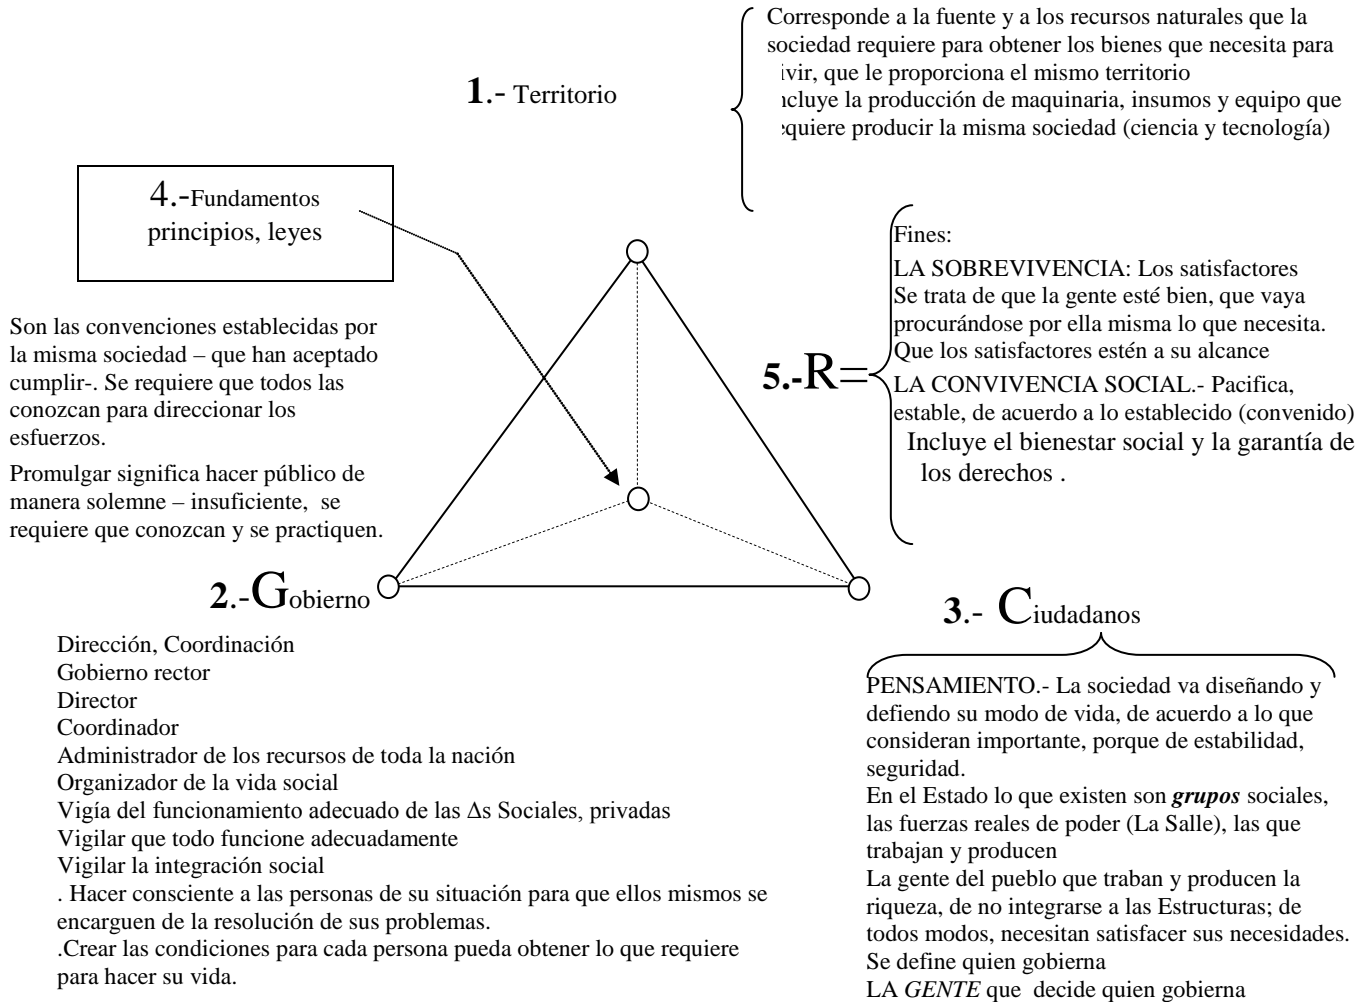 1.- Territorio
Corresponde a la fuente y a los recursos naturales que la
sociedad requiere para obtener los bienes que necesita para
ivir, que le proporciona el mismo territorio
ncluye la producción de maquinaria, insumos y equipo que
equiere producir la misma sociedad (ciencia y tecnología)
4.-Fundamentos
principios, leyes
Son las convenciones establecidas por
la misma sociedad – que han aceptado
cumplir-. Se requiere que todos las
conozcan para direccionar los
esfuerzos.
Promulgar significa hacer público de
manera solemne – insuficiente, se
requiere que conozcan y se practiquen.
5.-R=
Fines:
LA SOBREVIVENCIA: Los satisfactores
Se trata de que la gente esté bien, que vaya
procurándose por ella misma lo que necesita.
Que los satisfactores estén a su alcance
LA CONVIVENCIA SOCIAL.- Pacifica,
estable, de acuerdo a lo establecido (convenido)
Incluye el bienestar social y la garantía de
los derechos .
2.-Gobierno
Dirección, Coordinación
Gobierno rector
Director
Coordinador
Administrador de los recursos de toda la nación
Organizador de la vida social
Vigía del funcionamiento adecuado de las Δs Sociales, privadas
Vigilar que todo funcione adecuadamente
Vigilar la integración social
. Hacer consciente a las personas de su situación para que ellos mismos se
encarguen de la resolución de sus problemas.
.Crear las condiciones para cada persona pueda obtener lo que requiere
para hacer su vida.
3.- Ciudadanos
PENSAMIENTO.- La sociedad va diseñando y
defiendo su modo de vida, de acuerdo a lo que
consideran importante, porque de estabilidad,
seguridad.
En el Estado lo que existen son grupos sociales,
las fuerzas reales de poder (La Salle), las que
trabajan y producen
La gente del pueblo que traban y producen la
riqueza, de no integrarse a las Estructuras; de
todos modos, necesitan satisfacer sus necesidades.
Se define quien gobierna
LA GENTE que decide quien gobierna